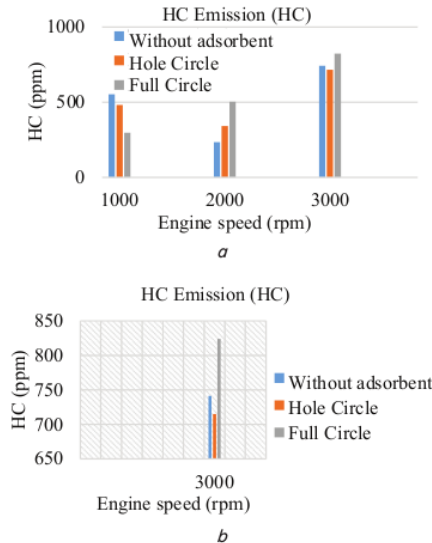 HC Emission (HC)
1000
Without adsorbent
Hole Circle
Full Circle
500
0
HC (ppm)
1000 2000 3000
Engine speed (rpm)
a
HC Emission (HC)
850
800
750
700
650
HC (ppm)
Without adsorbent
Hole Circle
Full Circle
3000
Engine speed (rpm)
b